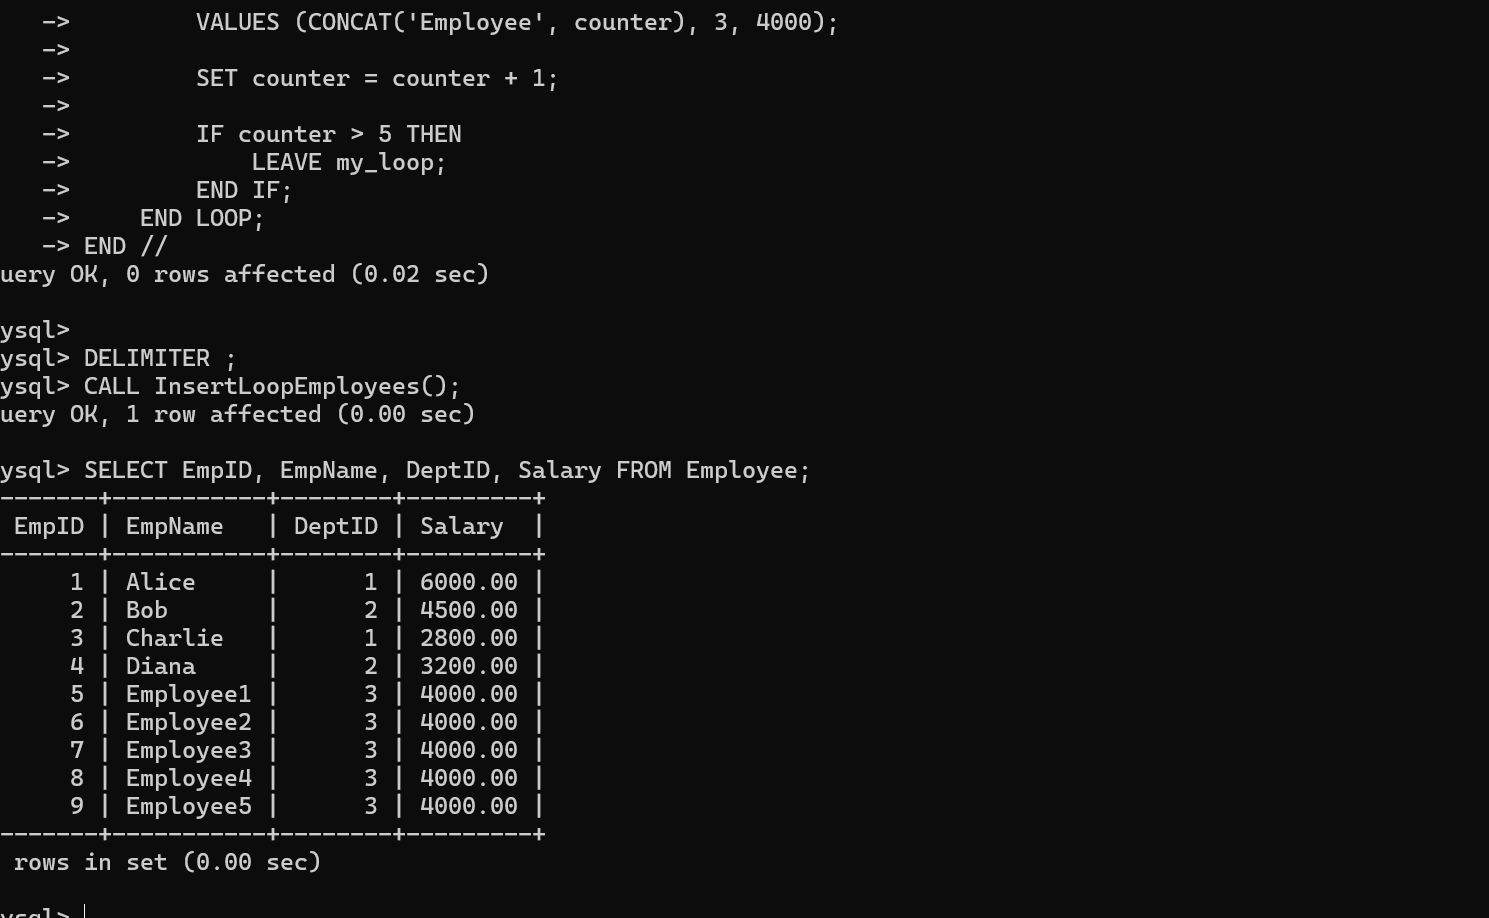 -> VALUES (CONCAT('Employee', counter), 3, 4000);
->
-> SET counter = counter + 1;
->
-> IF counter > 5 THEN
-> LEAVE my_loop;
-> END IF;
-> END LOOP;
-> END //
uery OK, 0 rows affected (0.02 sec)
ysql>
ysql> DELIMITER ;
ysql> CALL InsertLoopEmployees();
uery OK, 1 row affected (0.00 sec)
ysql> SELECT EmpID, EmpName, DeptID, Salary FROM Employee;
-------+-----------+--------+---------+
EmpID | EmpName | DeptID | Salary |
-------+-----------+--------+---------+
1 | Alice | 1 | 6000.00 |
2 | Bob | 2 | 4500.00 |
3 | Charlie | 1 | 2800.00 |
4 | Diana | 2 | 3200.00 |
5 | Employee1 | 3 | 4000.00 |
6 | Employee2 | 3 | 4000.00 |
7 | Employee3 | 3 | 4000.00 |
8 | Employee4 | 3 | 4000.00 |
9 | Employee5 | 3 | 4000.00 |
-------+-----------+--------+---------+
rows in set (0.00 sec)
ysql>